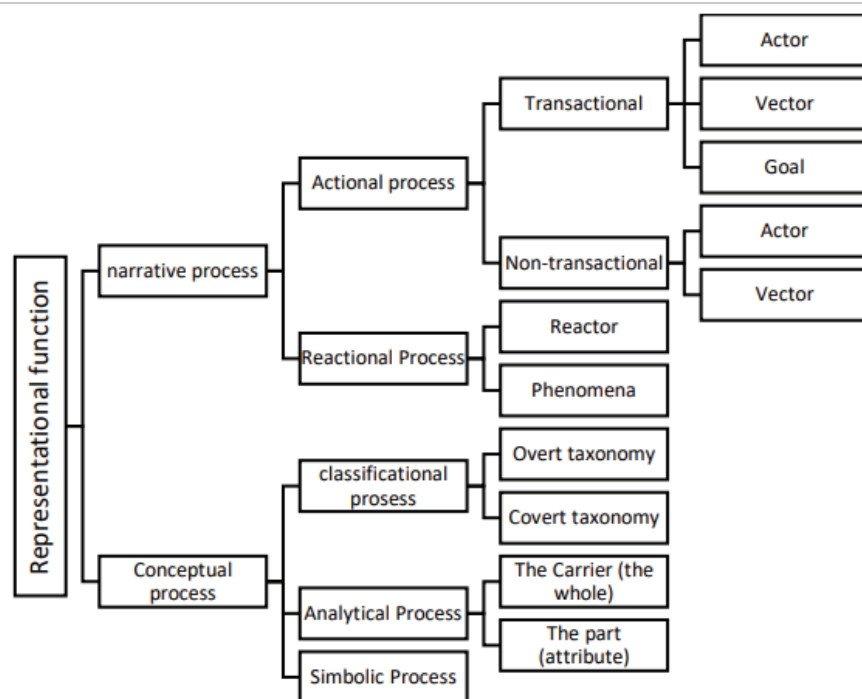 Representational function
narrative process
Actional process
Transactional
Actor
Vector
Goal
Non-transactional
Actor
Vector
Reactional Process
Reactor
Phenomena
Conceptual
process
classificational
prosess
Overt taxonomy
Covert taxonomy
Analytical Process
The Carrier (the
whole)
The part
(attribute)
Simbolic Process